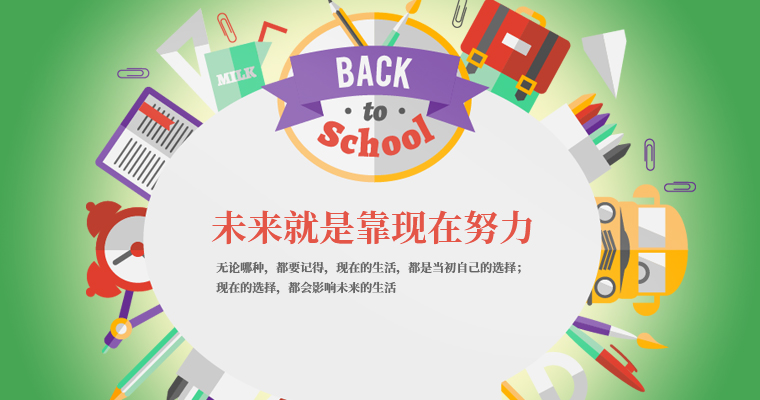 MILK
BACK
to
School
未来就是靠现在努力
无论哪种，都要记得，现在的生活，都是当初自己的选择；
现在的选择，都会影响未来的生活